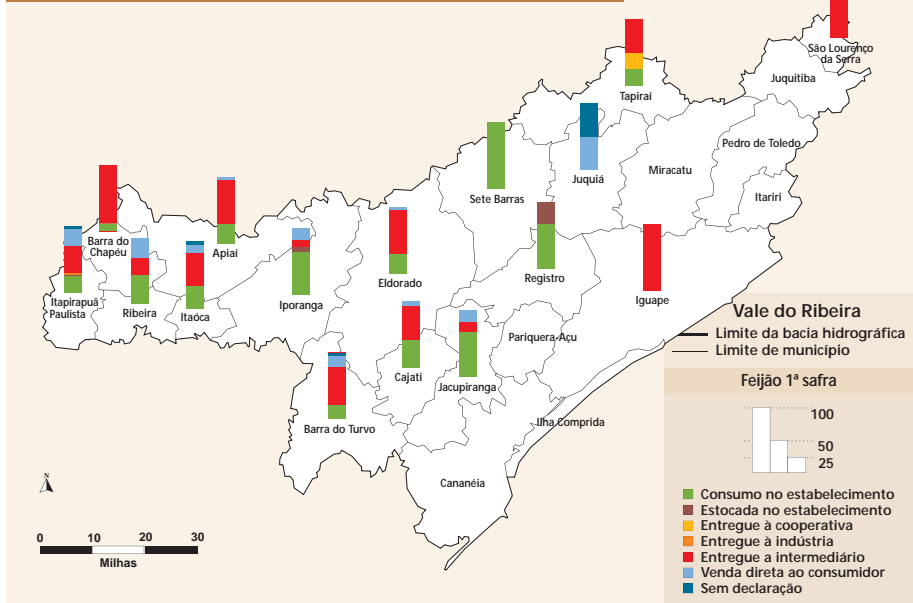 São Lourenço
da Serra
Juquitiba
Tapiraí
Pedro de Toledo
Miracatu
Juquiá
Itariri
Sete Barras
Barra do
Chapéu
Apiaí
Registro
Eldorado
Iguape
Iporanga
Itapirapuã
Paulista
Ribeira
Itaóca
Pariquera-Açu
Cajati
Jacupiranga
Barra do Turvo
Ilha Comprida
Cananéia
N
0 10 20 30
Milhas
Vale do Ribeira
Limite da bacia hidrográfica
Limite de município
Feijão 1ª safra
100
50
25
Consumo no estabelecimento
Estocada no estabelecimento
Entregue à cooperativa
Entregue à indústria
Entregue a intermediário
Venda direta ao consumidor
Sem declaração